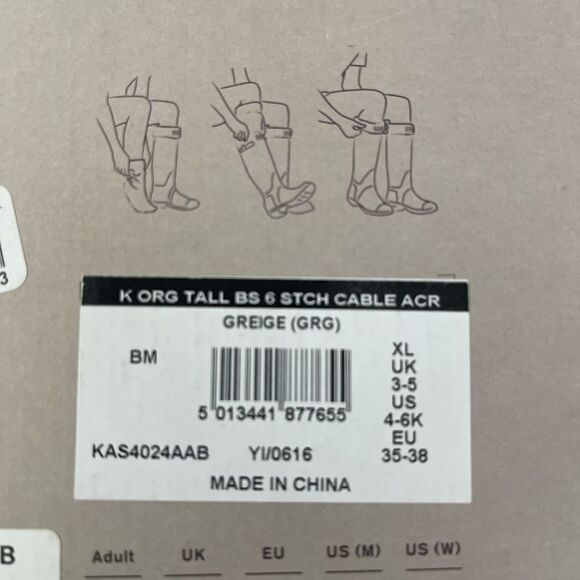 3
K ORG TALL BS 6 STCH CABLE ACR
GREIGE (GRG)
BM
XL
UK
3-5
US
4-6K
EU
35-38
5 013441 877655
KAS4024AAB YI/0616
MADE IN CHINA
B
Adult UK EU US (M) US (W)